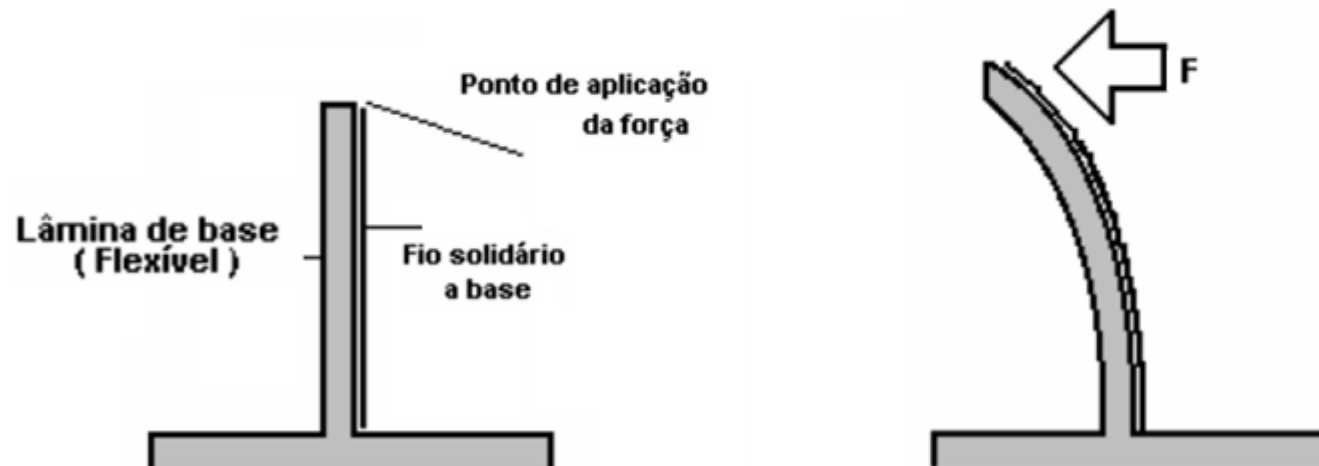 Ponto de aplicação
da força
Lâmina de base
( Flexível )
Fio solidário
a base
F